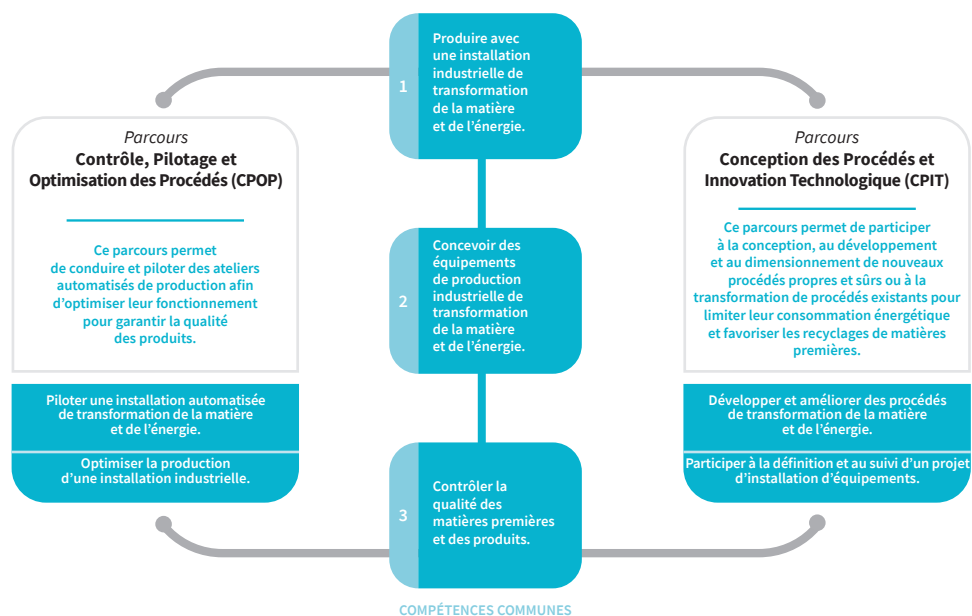 Parcours
Contrôle, Pilotage et
Optimisation des Procédés (CPOP)
Ce parcours permet
de conduire et piloter des ateliers
automatisés de production afin
d’optimiser leur fonctionnement
pour garantir la qualité
des produits.
Piloter une installation automatisée
de transformation de la matière
et de l’énergie.
Optimiser la production
d’une installation industrielle.
1
Produire avec
une installation
industrielle de
transformation
de la matière
et de l’énergie.
2
Concevoir des
équipements
de production
industrielle de
transformation
de la matière
et de l’énergie.
3
Contrôler la
qualité des
matières premières
et des produits.
COMPÉTENCES COMMUNES
Parcours
Conception des Procédés et
Innovation Technologique (CPIT)
Ce parcours permet de participer
à la conception, au développement
et au dimensionnement de nouveaux
procédés propres et sûrs ou à la
transformation de procédés existants pour
limiter leur consommation énergétique
et favoriser les recyclages de matières
premières.
Développer et améliorer des procédés
de transformation de la matière
et de l’énergie.
Participer à la définition et au suivi d’un projet
d’installation d’équipements.